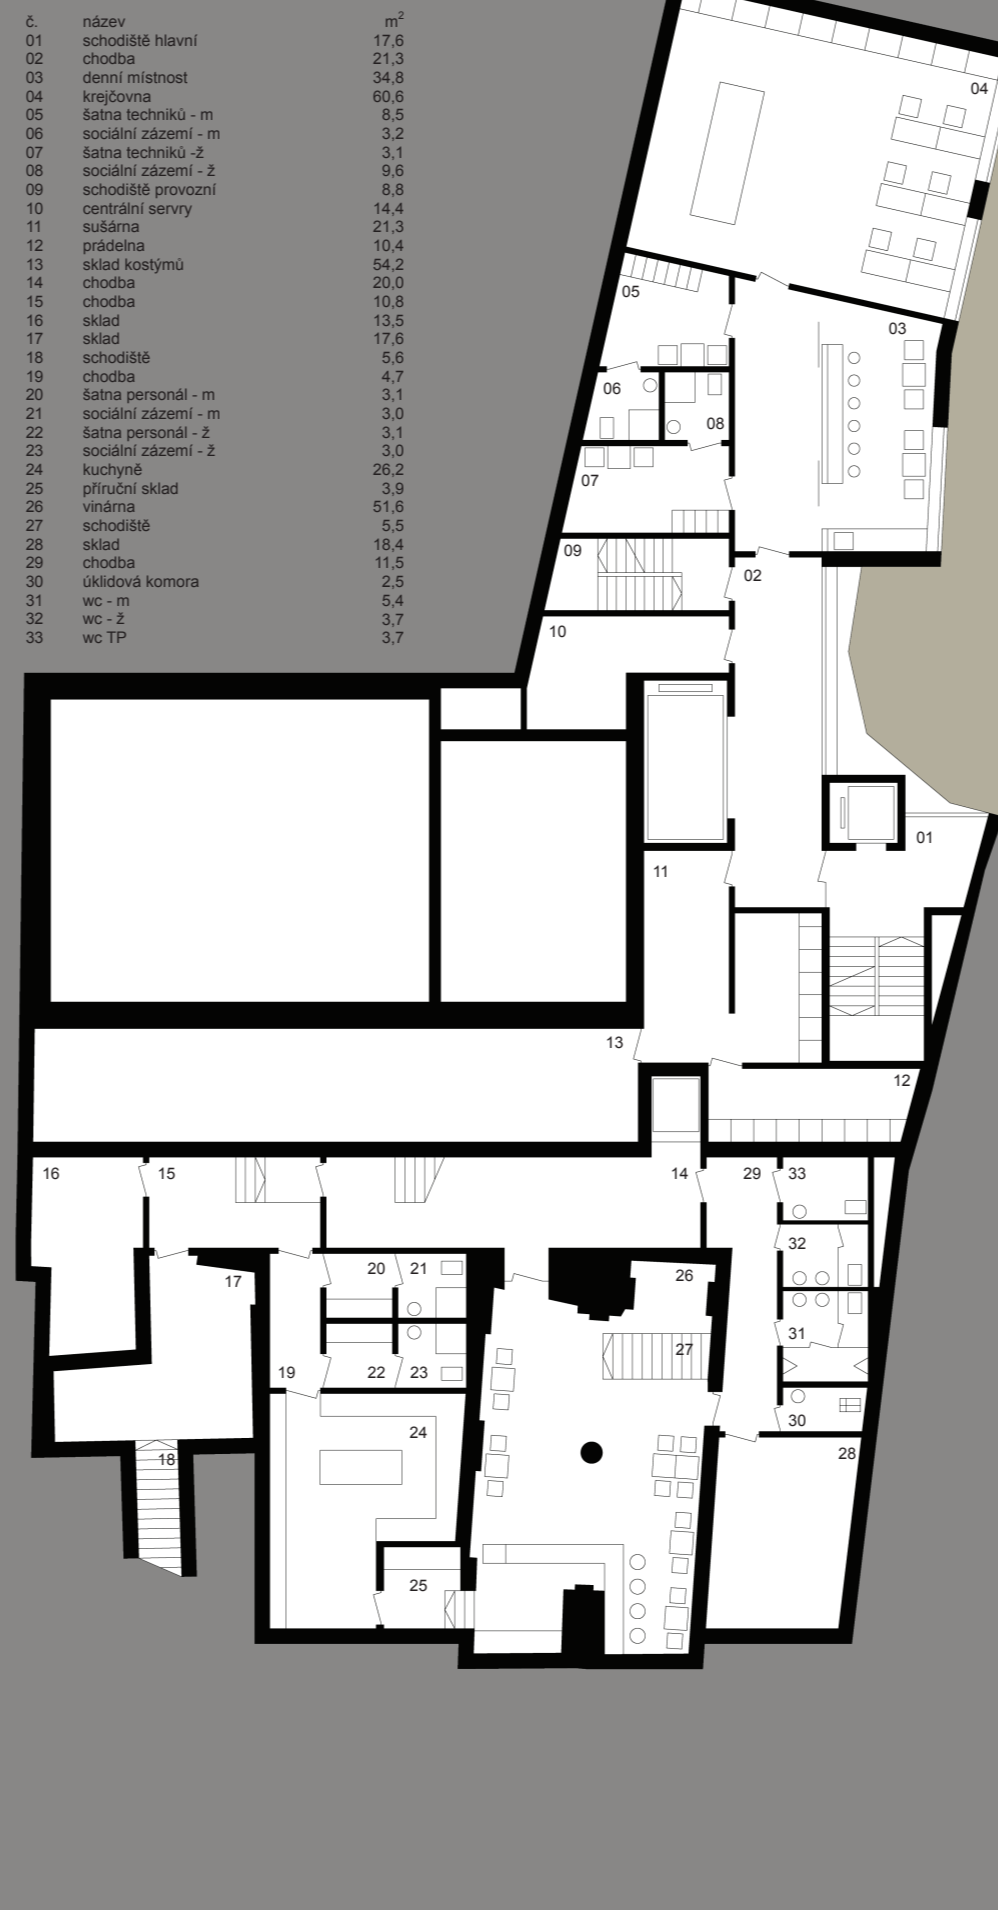 č. název m²
01 schodiště hlavní 17,6
02 chodba 21,3
03 denní místnost 34,8
04 krejčovna 60,6
05 šatna techniků - m 8,5
06 sociální zázemí - m 3,2
07 šatna techniků -ž 3,1
08 sociální zázemí - ž 9,6
09 schodiště provozní 8,8
10 centrální servry 14,4
11 sušárna 21,3
12 prádelna 10,4
13 sklad kostýmů 54,2
14 chodba 20,0
15 chodba 10,8
16 sklad 13,5
17 sklad 17,6
18 schodiště 5,6
19 chodba 4,7
20 šatna personál - m 3,1
21 sociální zázemí - m 3,0
22 šatna personál - ž 3,1
23 sociální zázemí - ž 3,0
24 kuchyně 26,2
25 příruční sklad 3,9
26 vinárna 51,6
27 schodiště 5,5
28 sklad 18,4
29 chodba 11,5
30 úklidová komora 2,5
31 wc - m 5,4
32 wc - ž 3,7
33 wc TP 3,7
04
05
03
06
08
07
09
02
10
01
11
13
12
16
15
14
29
33
32
20
21
26
17
31
27
19
22
23
30
24
28
18
25